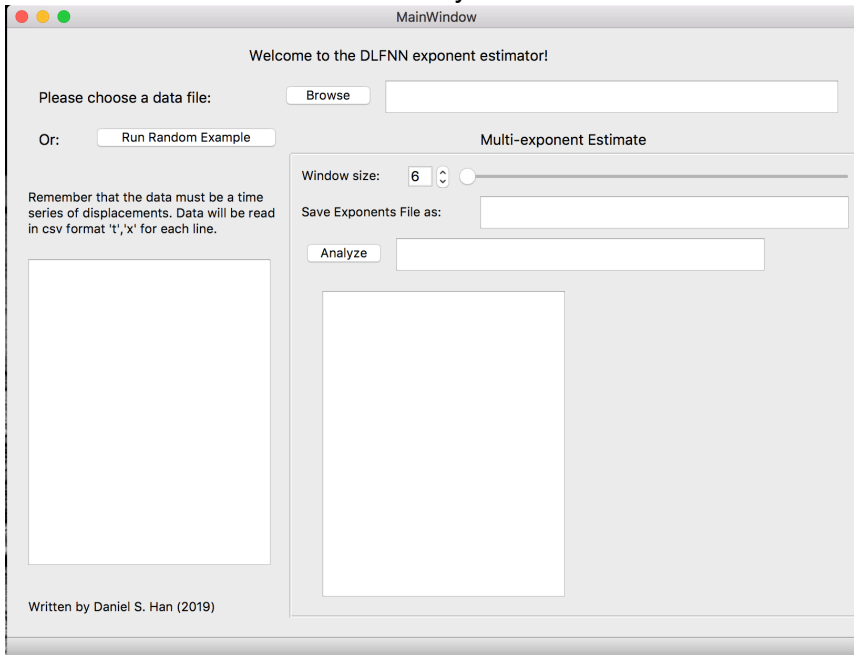 MainWindow
Welcome to the DLFNN exponent estimator!
Please choose a data file:
Browse
Or:
Run Random Example
Multi-exponent Estimate
Window size:
6
Remember that the data must be a time
series of displacements. Data will be read
in csv format 't','x' for each line.
Save Exponents File as:
Analyze
Written by Daniel S. Han (2019)